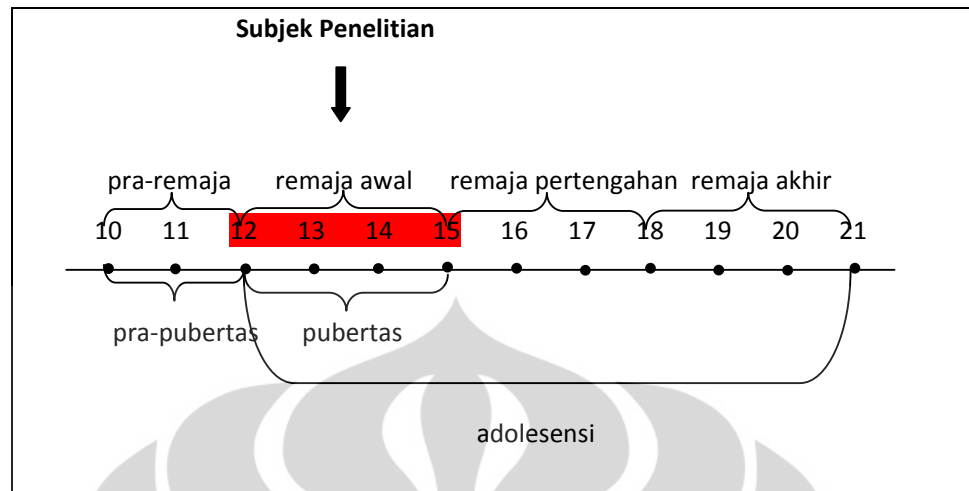 Subjek Penelitian
pra-remaja remaja awal remaja pertengahan remaja akhir
10 11 12 13 14 15 16 17 18 19 20 21
pra-pubertas pubertas
adolesensi